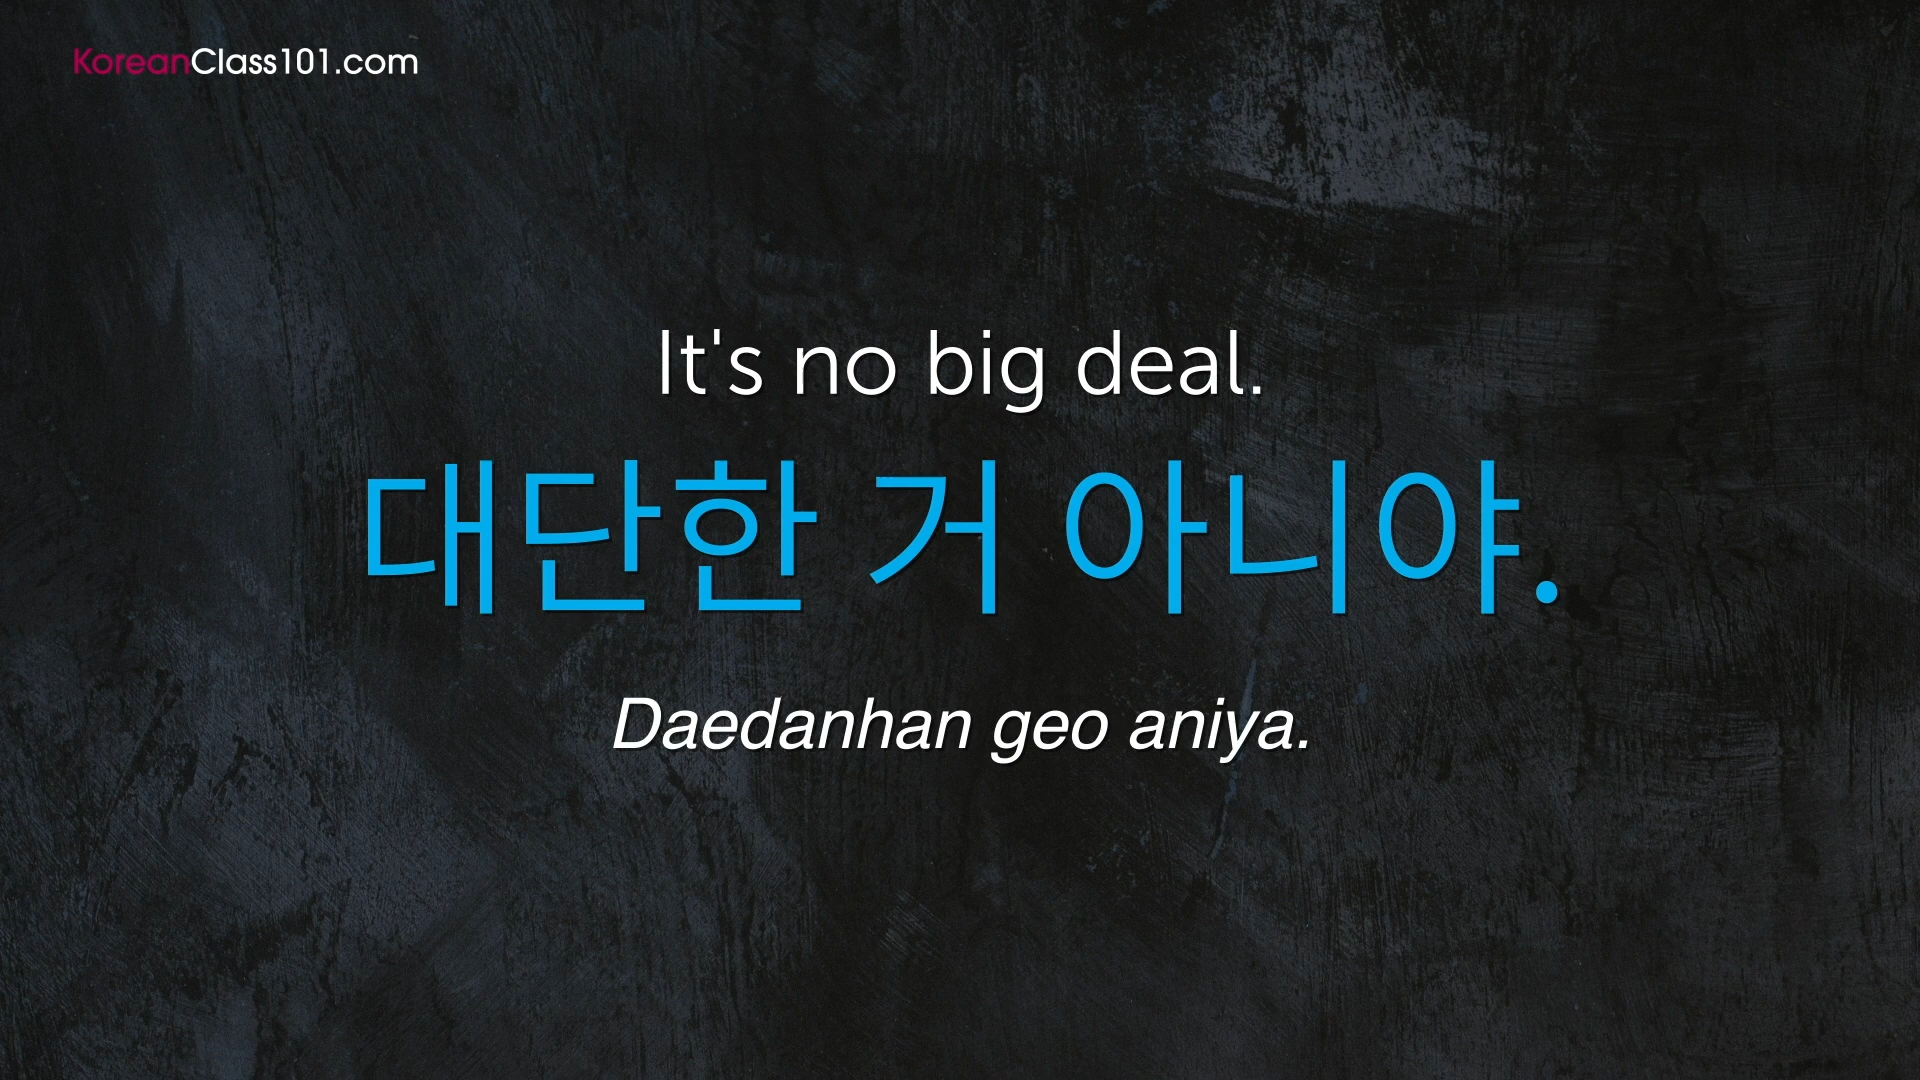 KoreanClass101.com
It's no big deal.
대단한 거 아니야.
Daedanhan geo aniya.